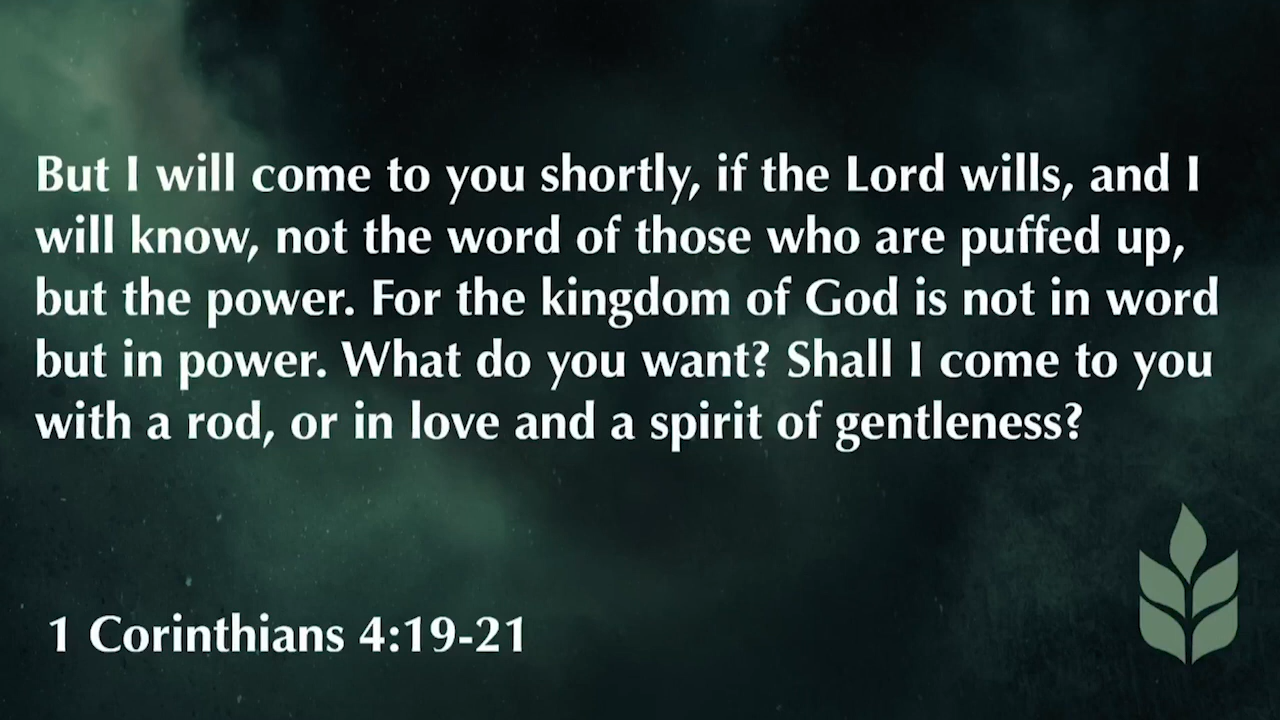 But I will come to you shortly, if the Lord wills, and I
will know, not the word of those who are puffed up,
but the power. For the kingdom of God is not in word
but in power. What do you want? Shall I come to you
with a rod, or in love and a spirit of gentleness?
1 Corinthians 4:19-21